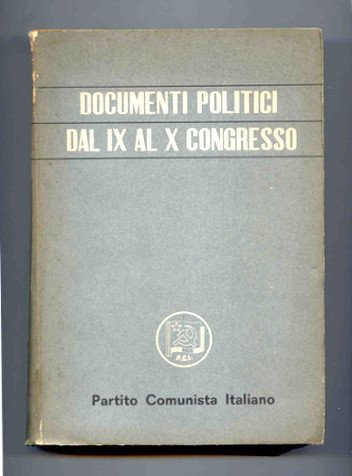 DOCUMENTI POLITICI
DAL IX AL X CONGRESSO
P.C.I.
Partito Comunista Italiano